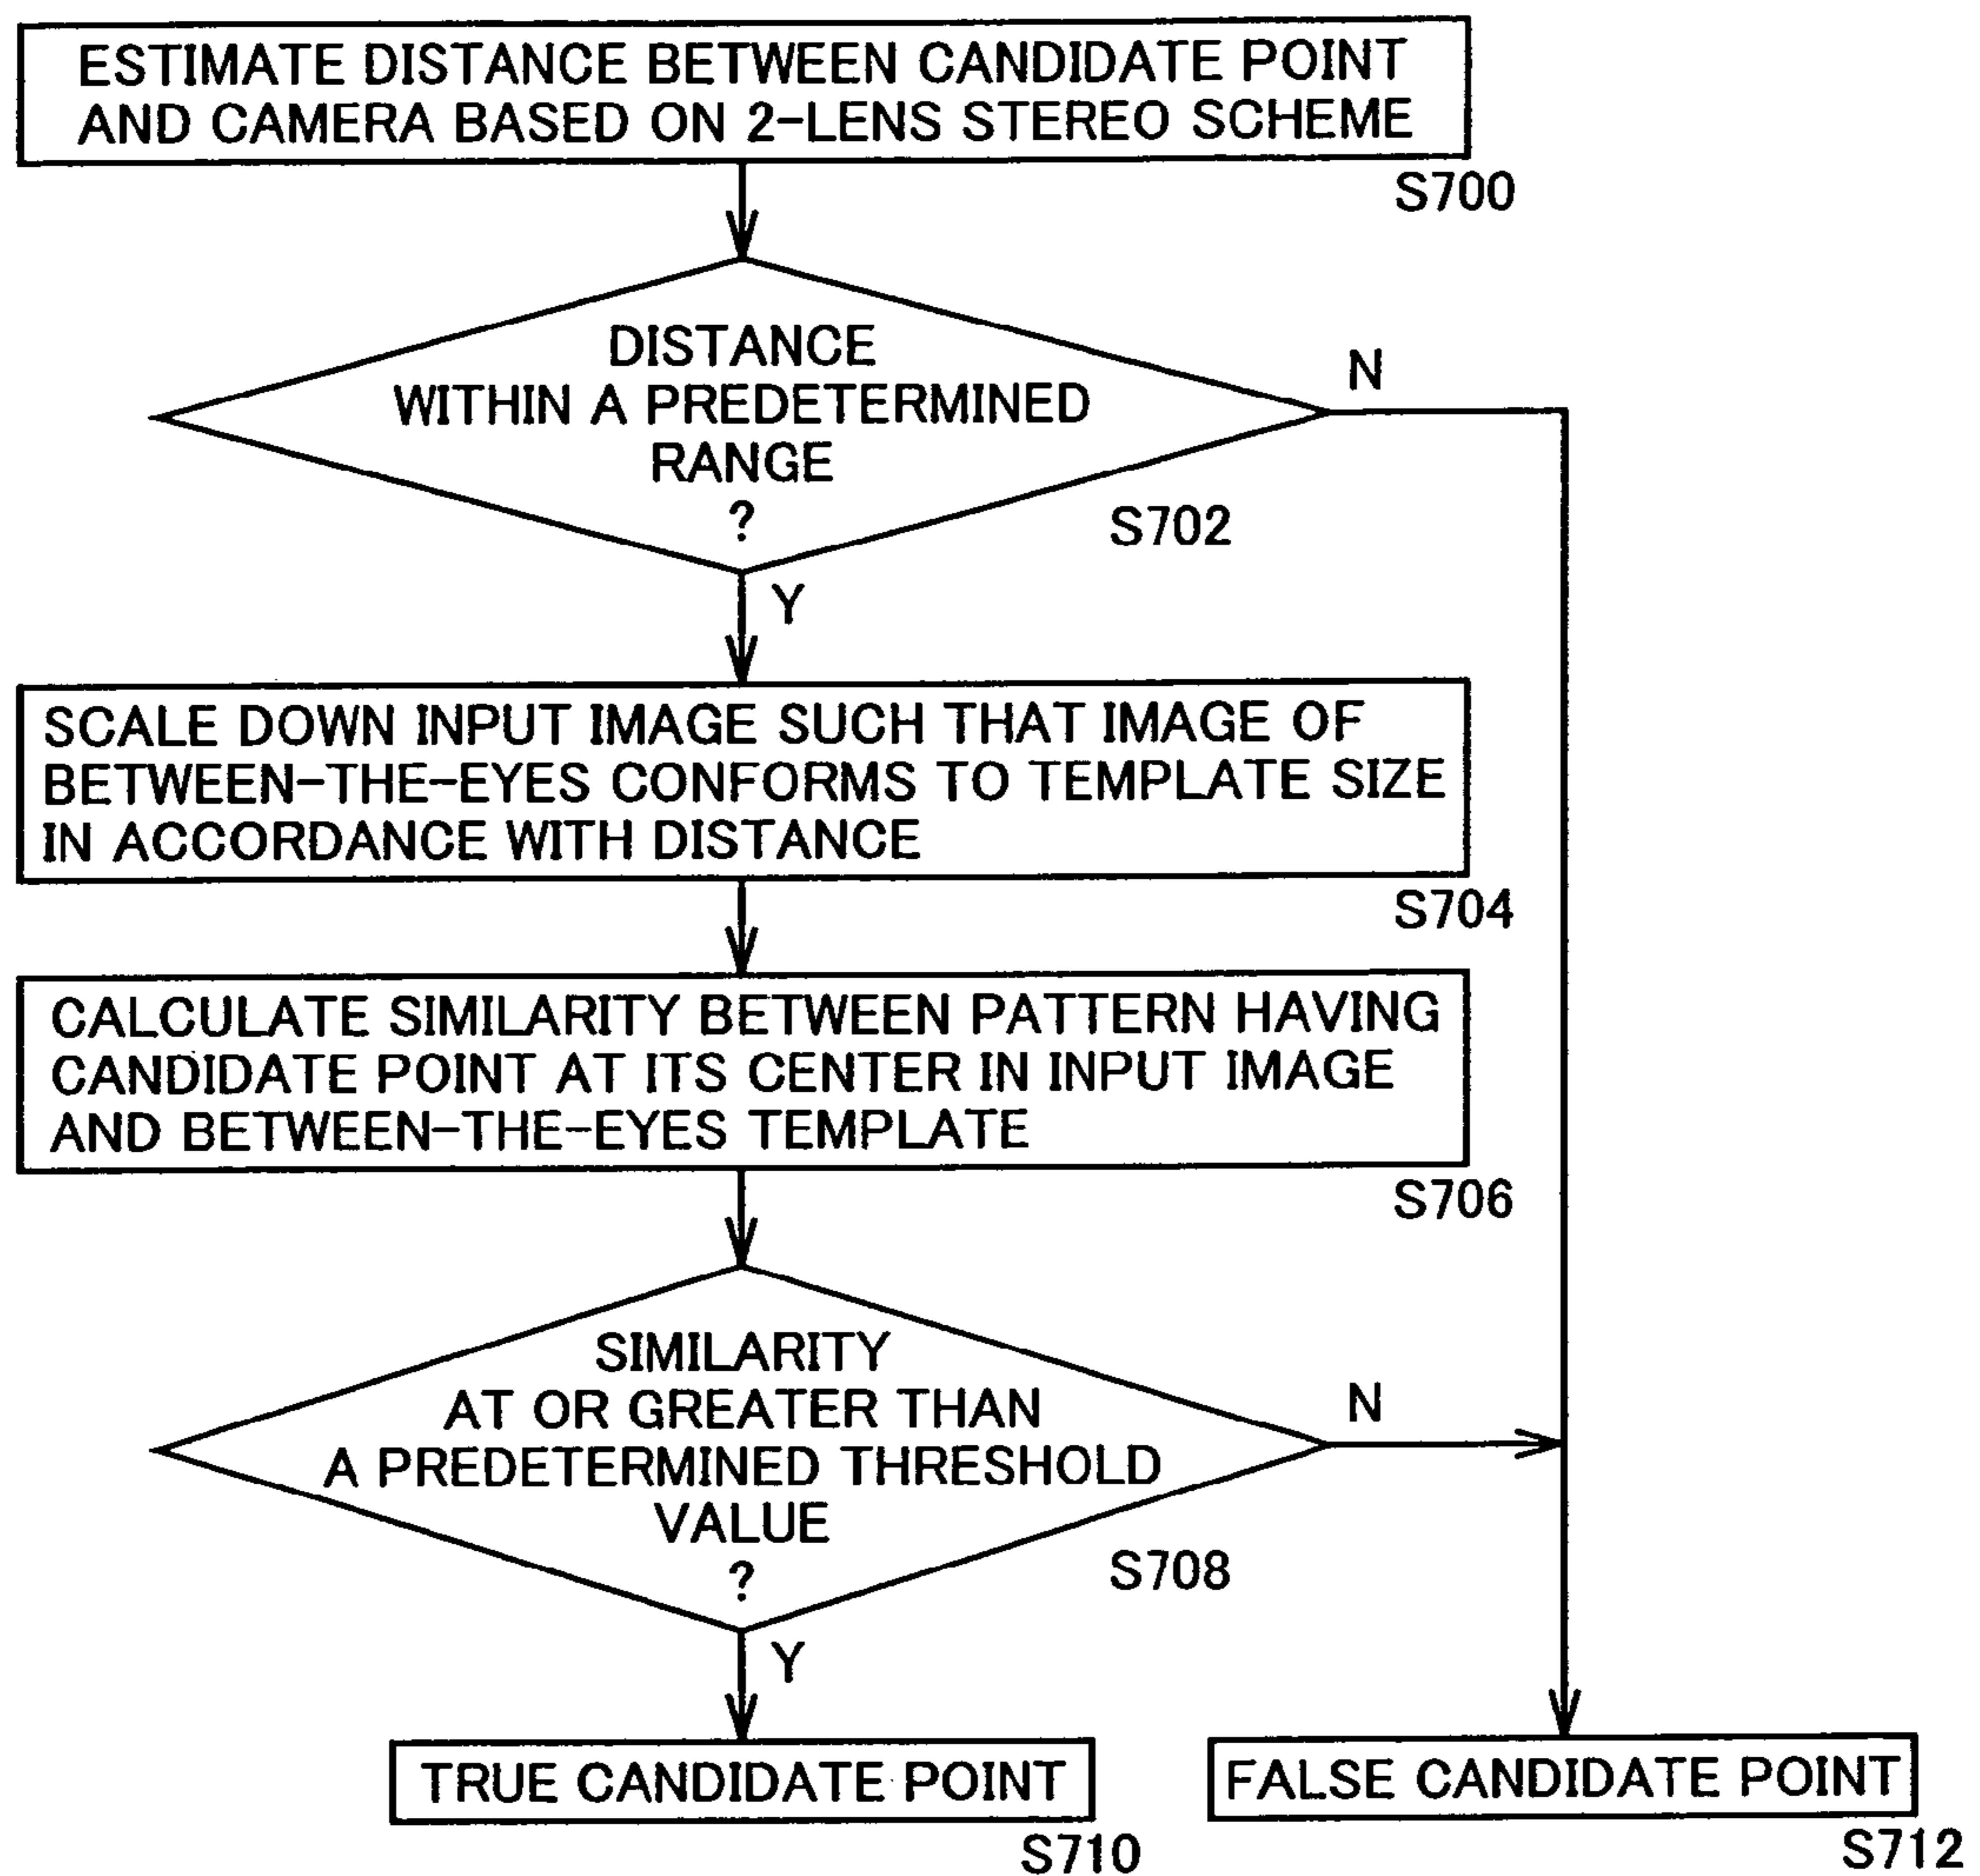 ESTIMATE DISTANCE BETWEEN CANDIDATE POINT
AND CAMERA BASED ON 2-LENS STEREO SCHEME
S700
DISTANCE
WITHIN A PREDETERMINED
RANGE
?
N
S702
Y
SCALE DOWN INPUT IMAGE SUCH THAT IMAGE OF
BETWEEN-THE-EYES CONFORMS TO TEMPLATE SIZE
IN ACCORDANCE WITH DISTANCE
S704
CALCULATE SIMILARITY BETWEEN PATTERN HAVING
CANDIDATE POINT AT ITS CENTER IN INPUT IMAGE
AND BETWEEN-THE-EYES TEMPLATE
S706
SIMILARITY
AT OR GREATER THAN
A PREDETERMINED THRESHOLD
VALUE
?
N
S708
Y
TRUE CANDIDATE POINT
S710
FALSE CANDIDATE POINT
S712